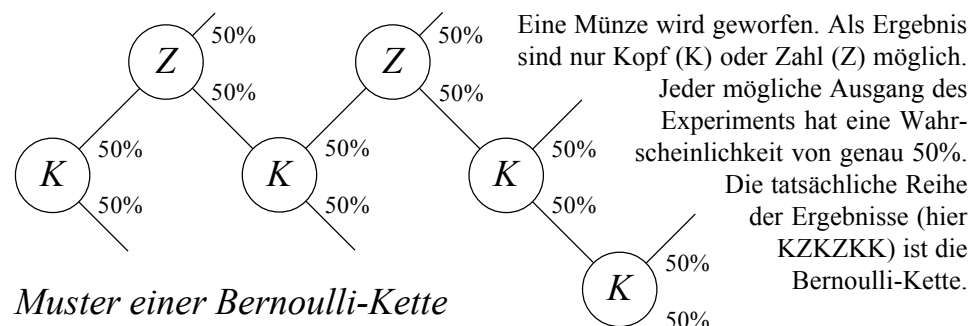 Eine Münze wird geworfen. Als Ergebnis
sind nur Kopf (K) oder Zahl (Z) möglich.
Jeder mögliche Ausgang des
Experiments hat eine Wahr-
scheinlichkeit von genau 50%.
Die tatsächliche Reihe
der Ergebnisse (hier
KZKZKK) ist die
Bernoulli-Kette.
50%
50%
Z
Z
50%
50%
50%
50%
50%
K
K
K
50%
50%
50%
50%
K
50%
Muster einer Bernoulli-Kette